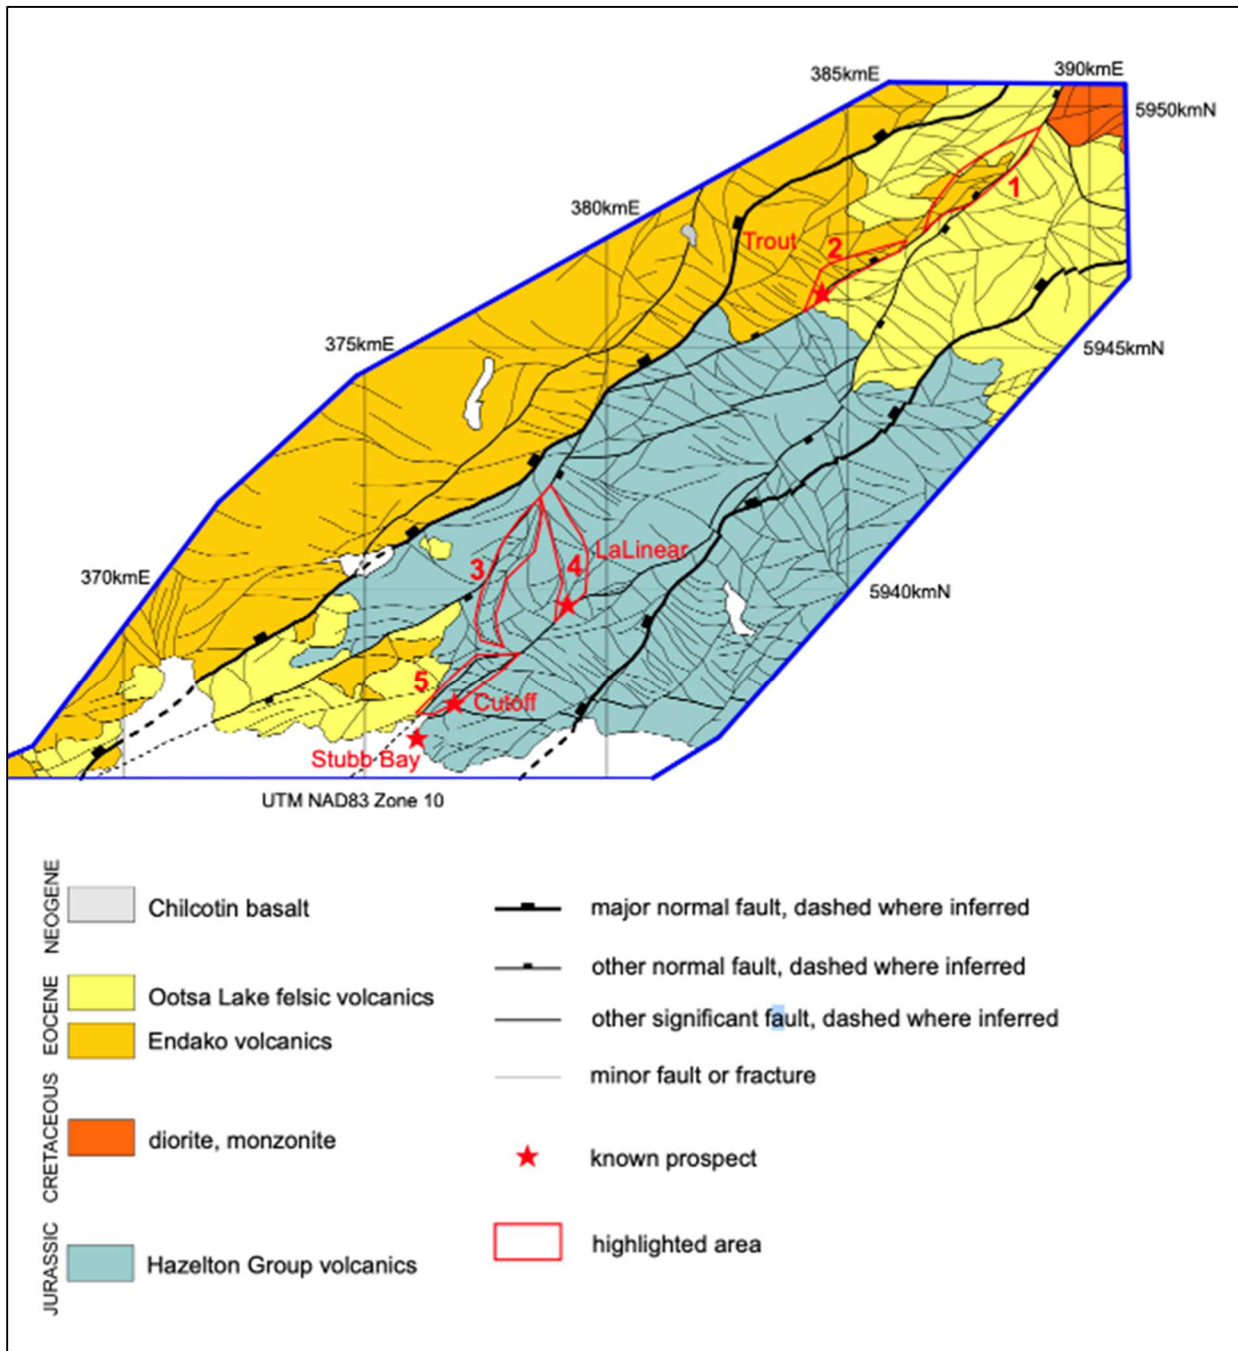 390kmE
385kmE
5950kmN
1
380kmE
Trout
2
375kmE
5945kmN
LaLinear
3
4
370kmE
5940kmN
5
Cutoff
Stubb Bay
UTM NAD83 Zone 10
NEOGENE
Chilcotin basalt
major normal fault, dashed where inferred
EOCENE
Ootsa Lake felsic volcanics
other normal fault, dashed where inferred
Endako volcanics
other significant fault, dashed where inferred
minor fault or fracture
CRETACEOUS
diorite, monzonite
known prospect
JURASSIC
Hazelton Group volcanics
highlighted area